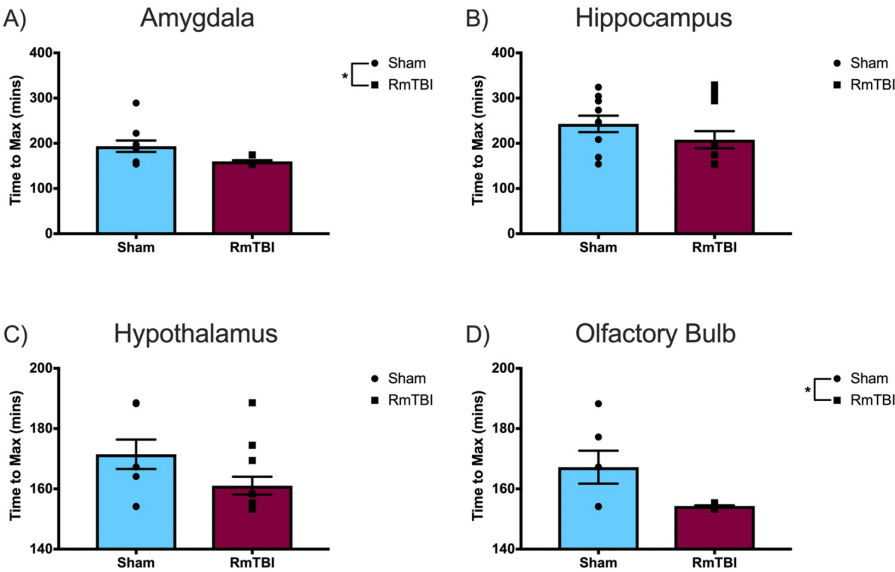 A) Amygdala
Time to Max (mins)
400
300
200
100
0
Sham
RmTBI
* Sham
RmTBI
B) Hippocampus
Time to Max (mins)
400
300
200
100
0
Sham
RmTBI
Sham
RmTBI
C) Hypothalamus
Time to Max (mins)
200
180
160
140
Sham
RmTBI
Sham
RmTBI
D) Olfactory Bulb
Time to Max (mins)
200
180
160
140
Sham
RmTBI
* Sham
RmTBI